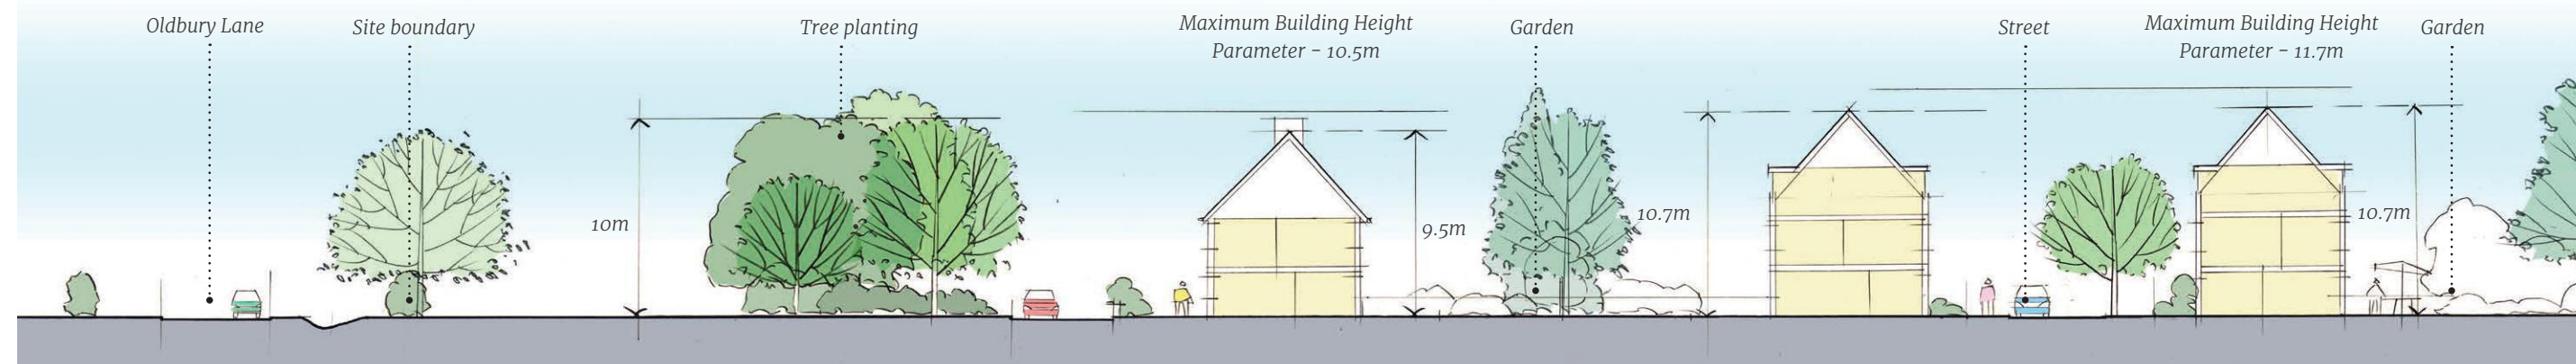 Oldbury Lane
Site boundary
Tree planting
Maximum Building Height
Parameter - 10.5m
Garden
Street
Maximum Building Height
Parameter - 11.7m
Garden
10m
9.5m
10.7m
10.7m